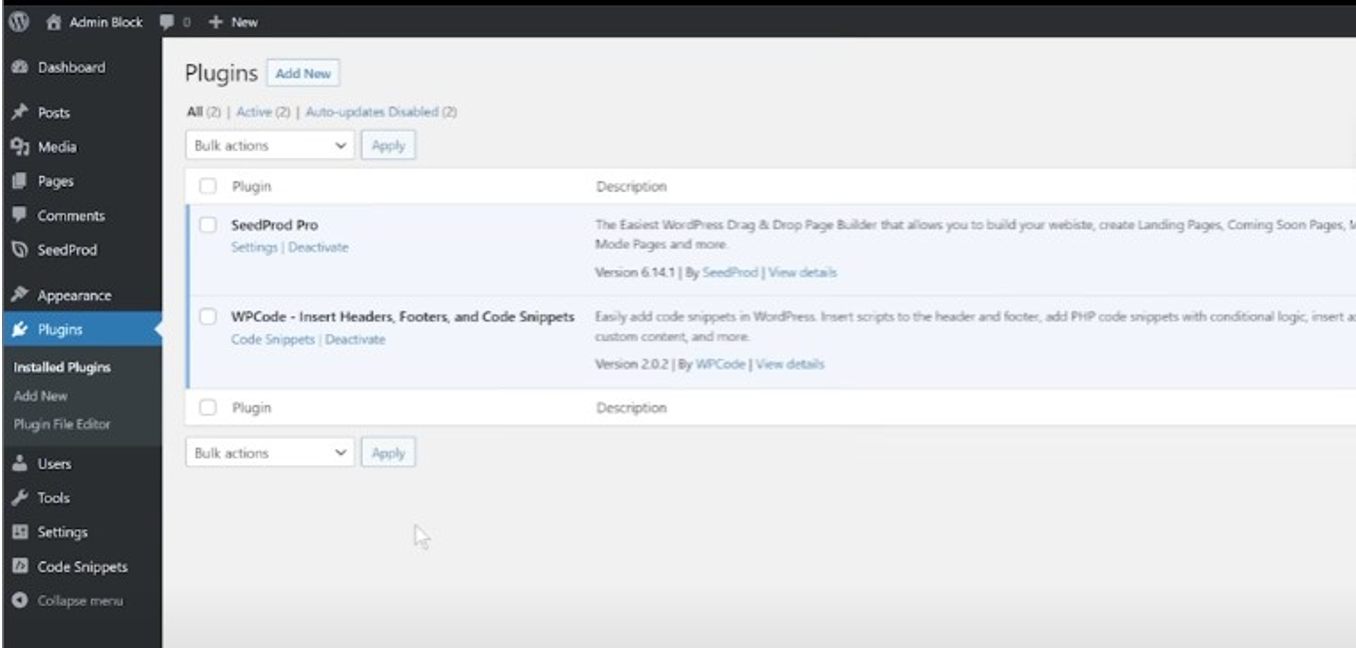 Admin Block 0 New
Dashboard
Posts
Media
Pages
Comments
SeedProd
Appearance
Plugins
Installed Plugins
Add New
Plugin File Editor
Users
Tools
Settings
Code Snippets
Collapse menu
Plugins Add New
All (2) | Active (2) | Auto-updates Disabled (2)
Bulk actions Apply
Plugin Description
SeedProd Pro
Settings | Deactivate
The Easiest WordPress Drag & Drop Page Builder that allows you to build your webiste, create Landing Pages, Coming Soon Pages,
Mode Pages and more.
Version 6.14.1 | By SeedProd | View details
WPCode - Insert Headers, Footers, and Code Snippets
Code Snippets | Deactivate
Easily add code snippets in WordPress. Insert scripts to the header and footer, add PHP code snippets with conditional logic, insert
custom content, and more.
Version 2.0.2 | By WPCode | View details
Plugin Description
Bulk actions Apply